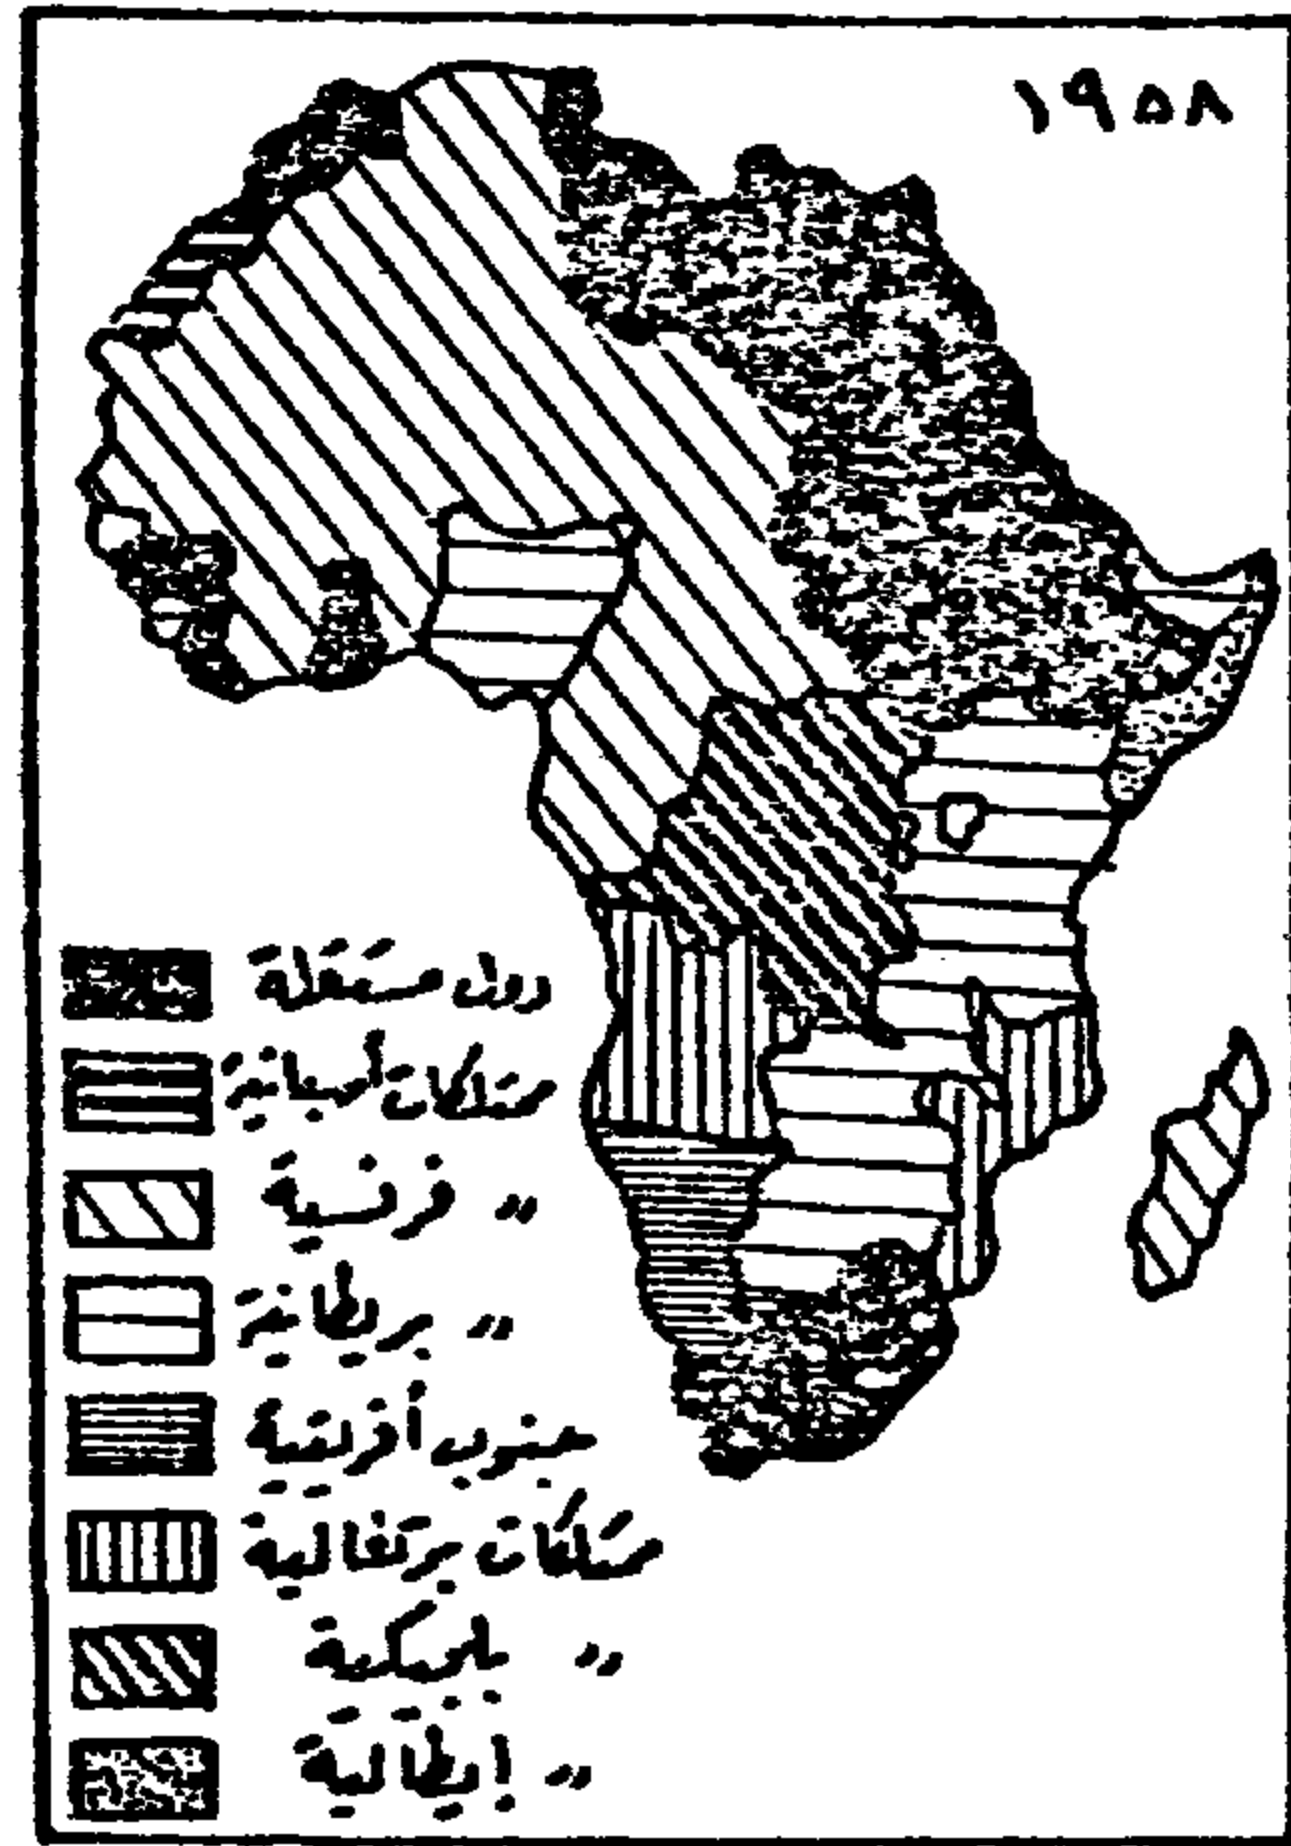 ١٩٥٨
دول مستقلة
ممتلكات أسبانية
〃 فرنسية
〃 بريطانية
جنوب أفريقية
ممتلكات برتغالية
〃 بلجيكية
〃 إيطالية